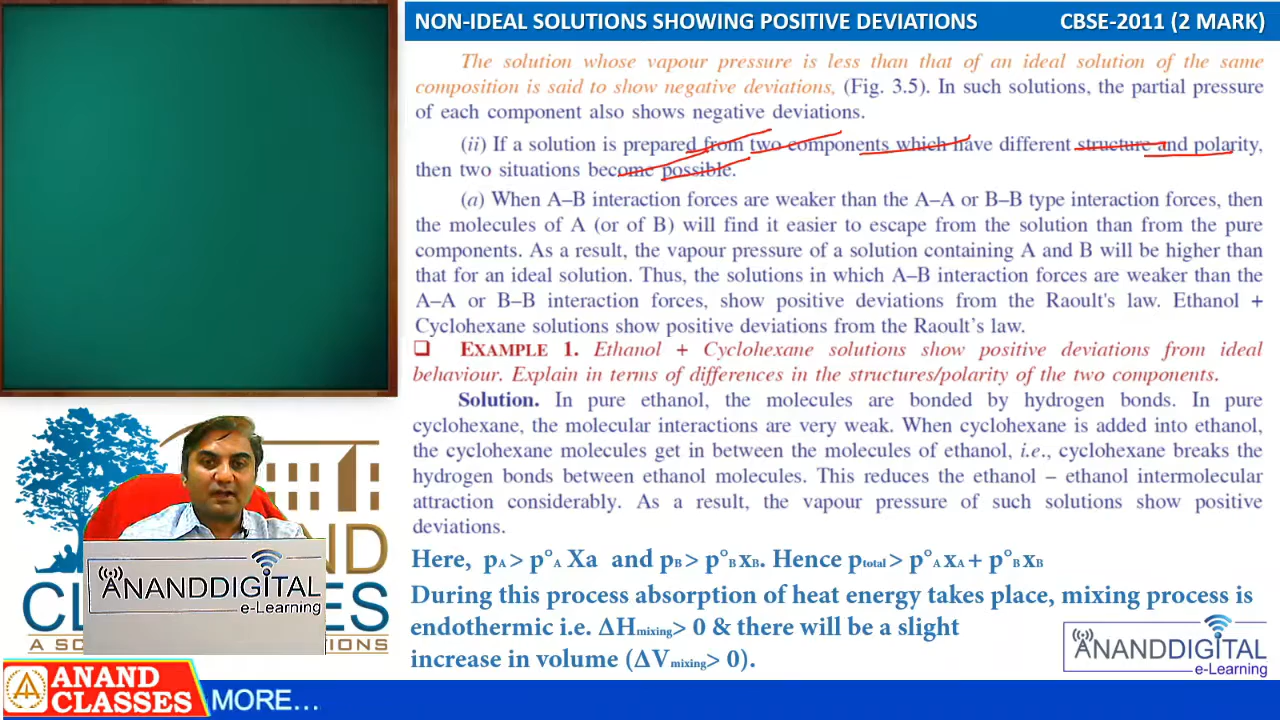 NON-IDEAL SOLUTIONS SHOWING POSITIVE DEVIATIONS CBSE-2011 (2 MARK)
The solution whose vapour pressure is less than that of an ideal solution of the same
composition is said to show negative deviations, (Fig. 3.5). In such solutions, the partial pressure
of each component also shows negative deviations.
(ii) If a solution is prepared from two components which have different structure and polarity,
then two situations become possible.
(a) When A–B interaction forces are weaker than the A–A or B–B type interaction forces, then
the molecules of A (or of B) will find it easier to escape from the solution than from the pure
components. As a result, the vapour pressure of a solution containing A and B will be higher than
that for an ideal solution. Thus, the solutions in which A–B interaction forces are weaker than the
A–A or B–B interaction forces, show positive deviations from the Raoult's law. Ethanol +
Cyclohexane solutions show positive deviations from the Raoult's law.
❑ EXAMPLE 1. Ethanol + Cyclohexane solutions show positive deviations from ideal
behaviour. Explain in terms of differences in the structures/polarity of the two components.
Solution. In pure ethanol, the molecules are bonded by hydrogen bonds. In pure
cyclohexane, the molecular interactions are very weak. When cyclohexane is added into ethanol,
the cyclohexane molecules get in between the molecules of ethanol, i.e., cyclohexane breaks the
hydrogen bonds between ethanol molecules. This reduces the ethanol – ethanol intermolecular
attraction considerably. As a result, the vapour pressure of such solutions show positive
deviations.
Here, pA > p°A Xa and pB > p°B xB. Hence ptotal > p°A xA + p°B xB
During this process absorption of heat energy takes place, mixing process is
endothermic i.e. ΔHmixing > 0 & there will be a slight
increase in volume (ΔVmixing > 0).
ANANDDIGITAL
e-Learning
ANANDDIGITAL
e-Learning
ANAND
CLASSES
MORE...